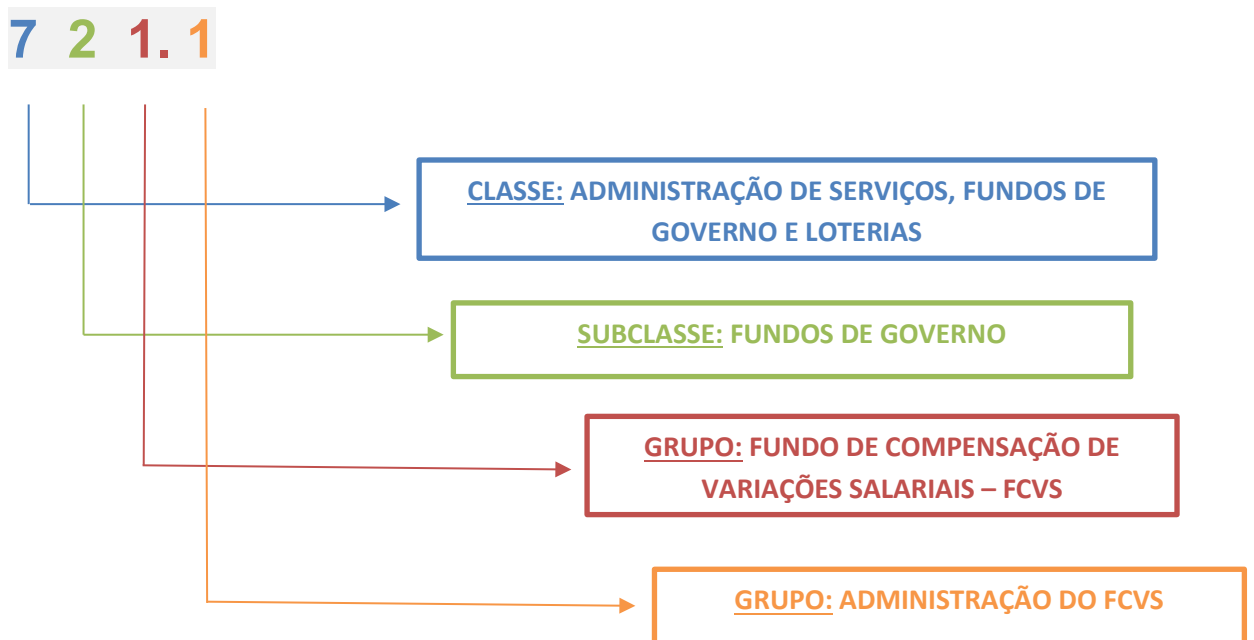 7 2 1. 1
CLASSE: ADMINISTRAÇÃO DE SERVIÇOS, FUNDOS DE
GOVERNO E LOTERIAS
SUBCLASSE: FUNDOS DE GOVERNO
GRUPO: FUNDO DE COMPENSAÇÃO DE
VARIAÇÕES SALARIAIS – FCVS
GRUPO: ADMINISTRAÇÃO DO FCVS